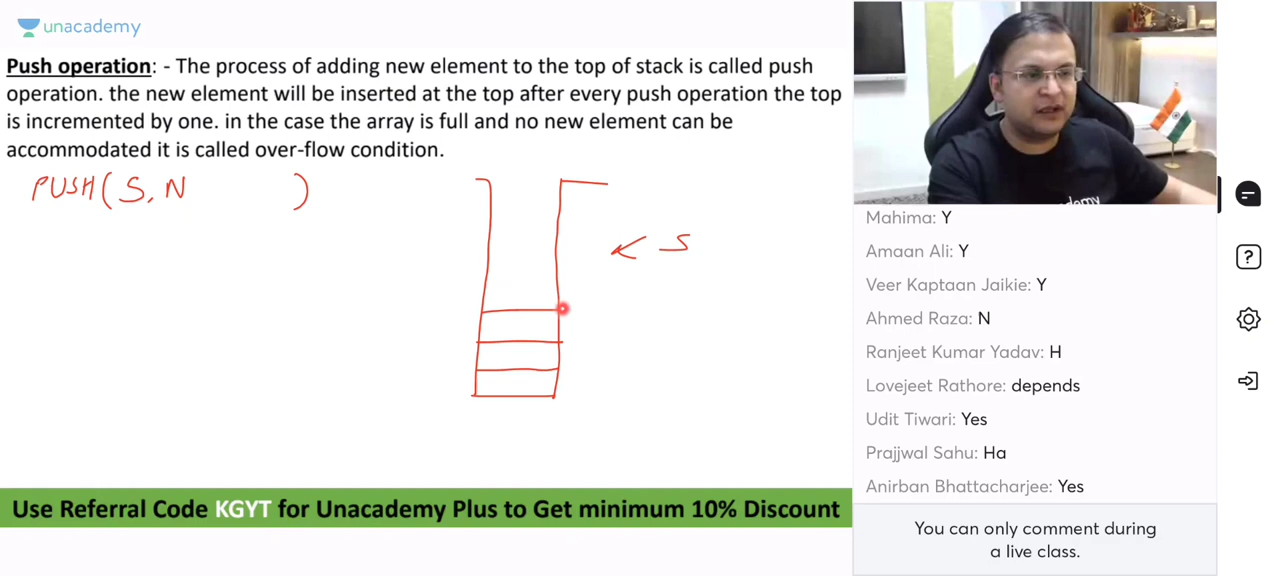 unacademy
Push operation: - The process of adding new element to the top of stack is called push
operation. the new element will be inserted at the top after every push operation the top
is incremented by one. in the case the array is full and no new element can be
accommodated it is called over-flow condition.
PUSH( S, N )
← S
Use Referral Code KGYT for Unacademy Plus to Get minimum 10% Discount
Mahima: Y
Amaan Ali: Y
Veer Kaptaan Jaikie: Y
Ahmed Raza: N
Ranjeet Kumar Yadav: H
Lovejeet Rathore: depends
Udit Tiwari: Yes
Prajjwal Sahu: Ha
Anirban Bhattacharjee: Yes
You can only comment during
a live class.